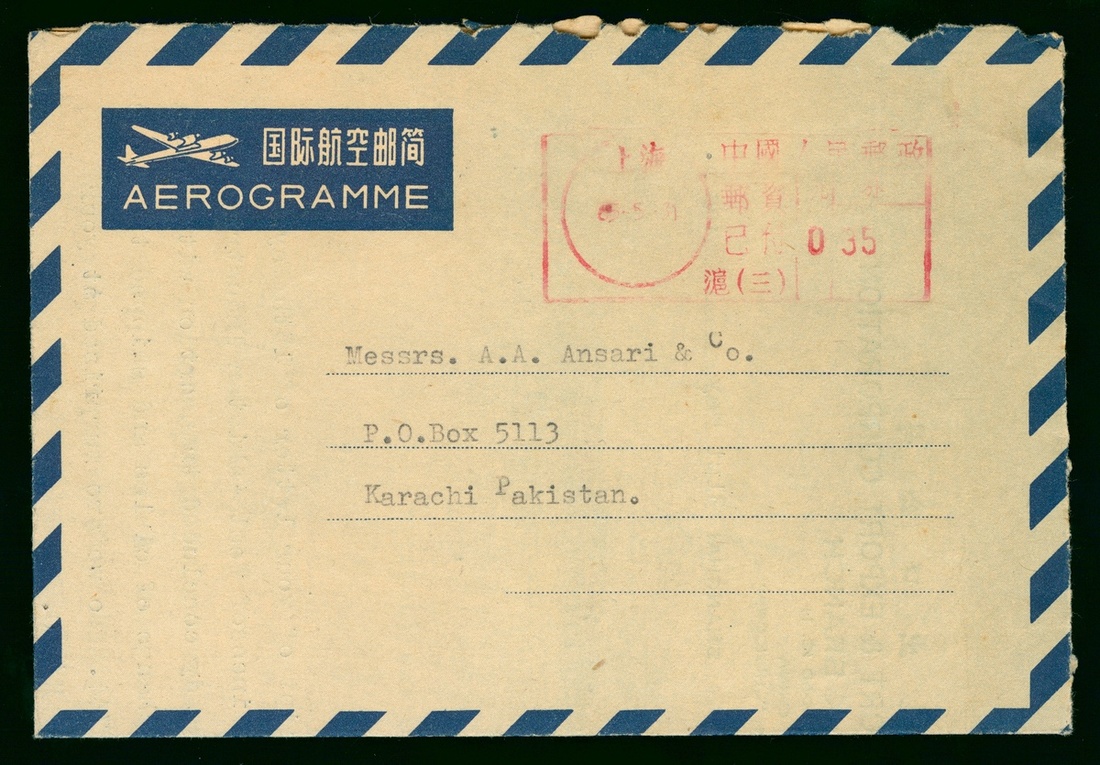 国际航空邮简
AEROGRAMME
上海
中國人民郵政
郵資
已付 0 35
滬(三)
Messrs. A.A. Ansari & Co.
P.O.Box 5113
Karachi Pakistan.